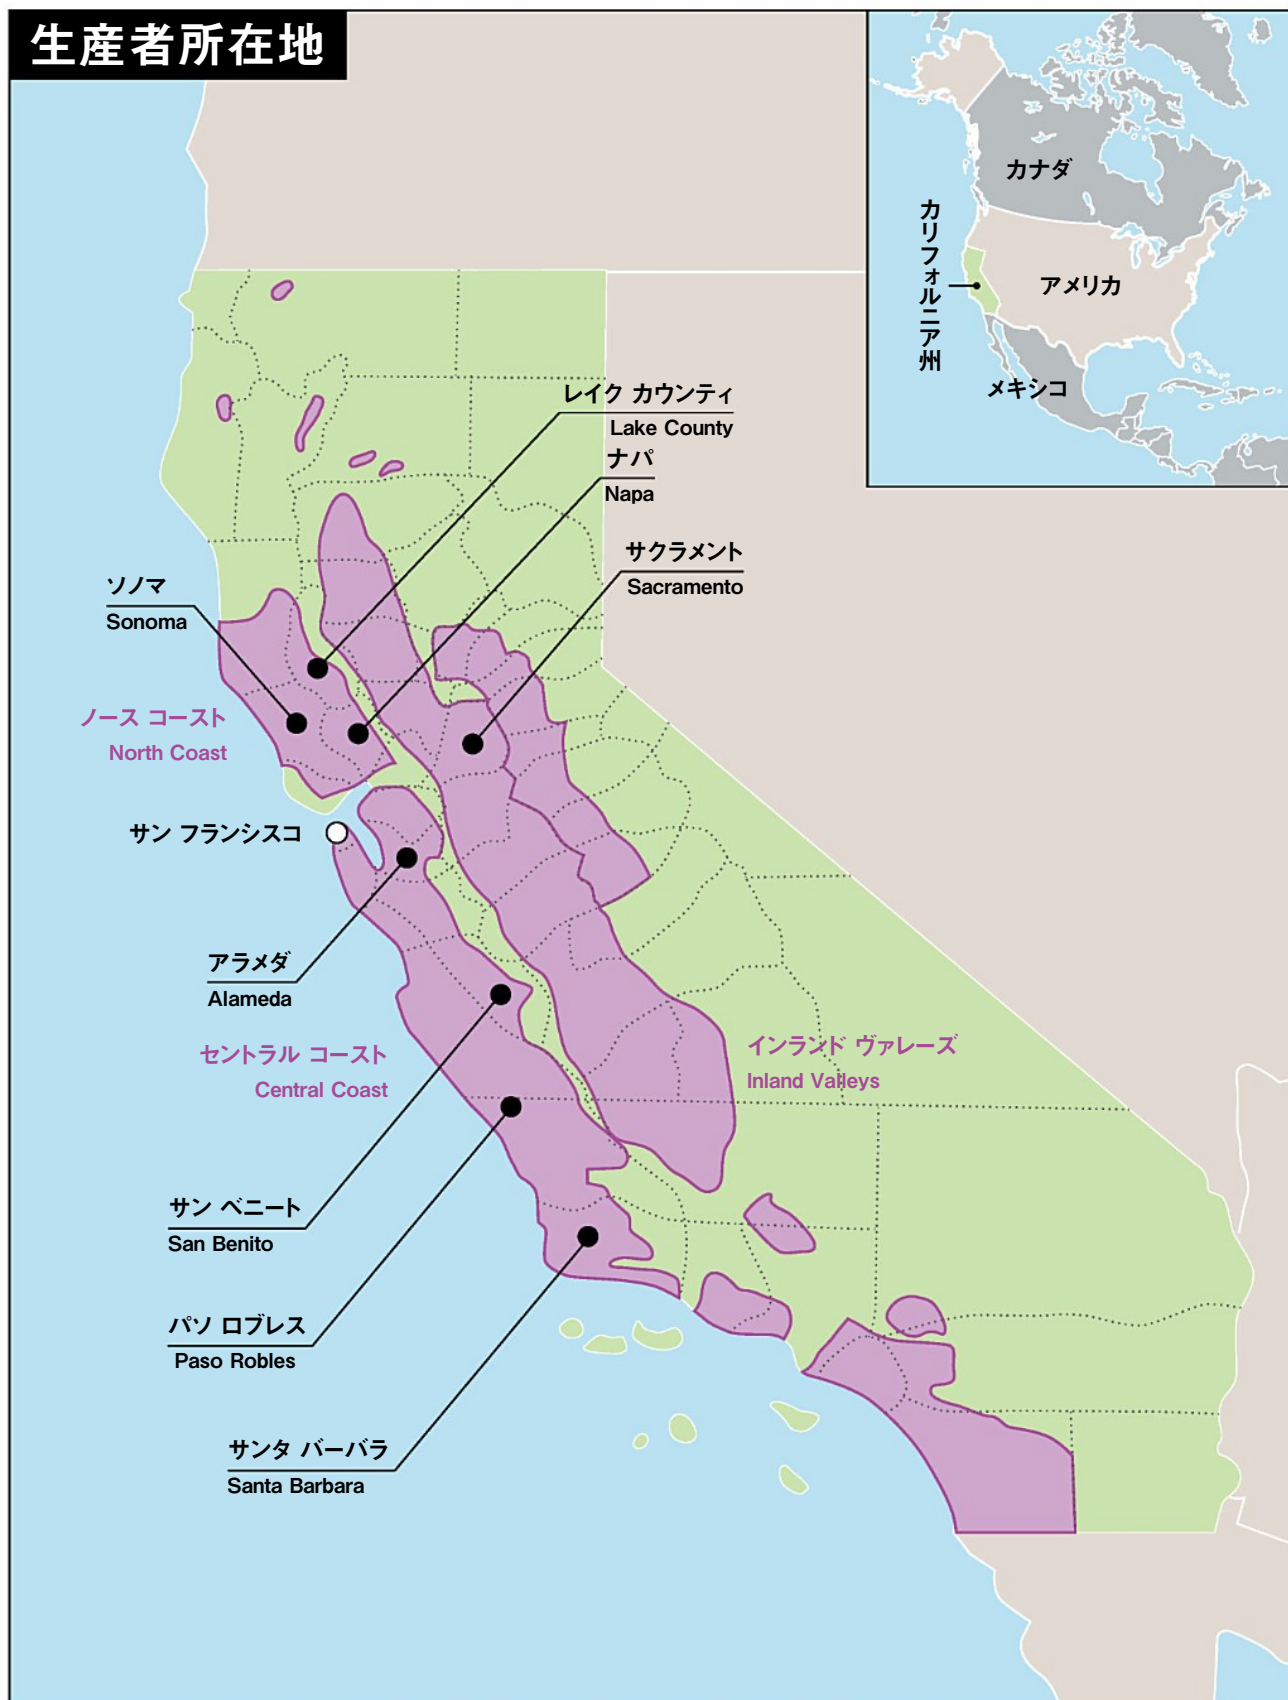 生産者所在地
カナダ
カリフォルニア州
アメリカ
メキシコ
レイク カウンティ
Lake County
ナパ
Napa
サクラメント
Sacramento
ソノマ
Sonoma
ノース コースト
North Coast
サン フランシスコ
アラメダ
Alameda
セントラル コースト
Central Coast
インランド ヴァレーズ
Inland Valleys
サン ベニート
San Benito
パソ ロブレス
Paso Robles
サンタ バーバラ
Santa Barbara